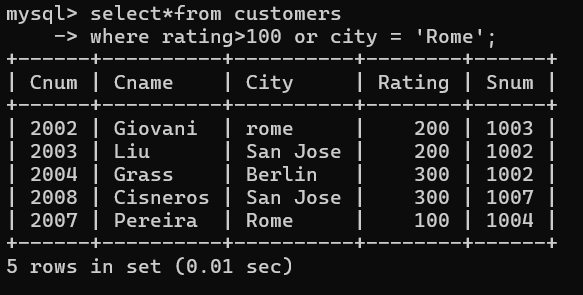 mysql> select*from customers
    -> where rating>100 or city = 'Rome';
+------+----------+----------+--------+------+
| Cnum | Cname    | City     | Rating | Snum |
+------+----------+----------+--------+------+
| 2002 | Giovani  | rome     |    200 | 1003 |
| 2003 | Liu      | San Jose |    200 | 1002 |
| 2004 | Grass    | Berlin   |    300 | 1002 |
| 2008 | Cisneros | San Jose |    300 | 1007 |
| 2007 | Pereira  | Rome     |    100 | 1004 |
+------+----------+----------+--------+------+
5 rows in set (0.01 sec)